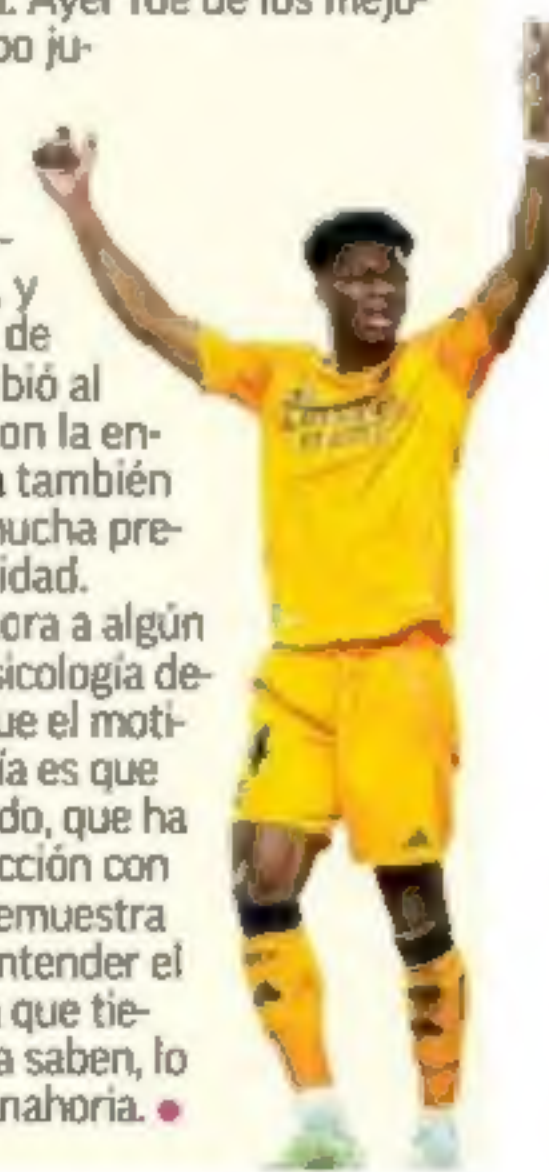 . Ayer fue de los mejo-
po ju-
-
, y
de
bió al
on la en-
a también
mucha pre-
idad.
ora a algún
sicología de-
ue el moti-
ía es que
do, que ha
cción con
emuestra
ntender el
a que tie-
a saben, lo
nahoria.